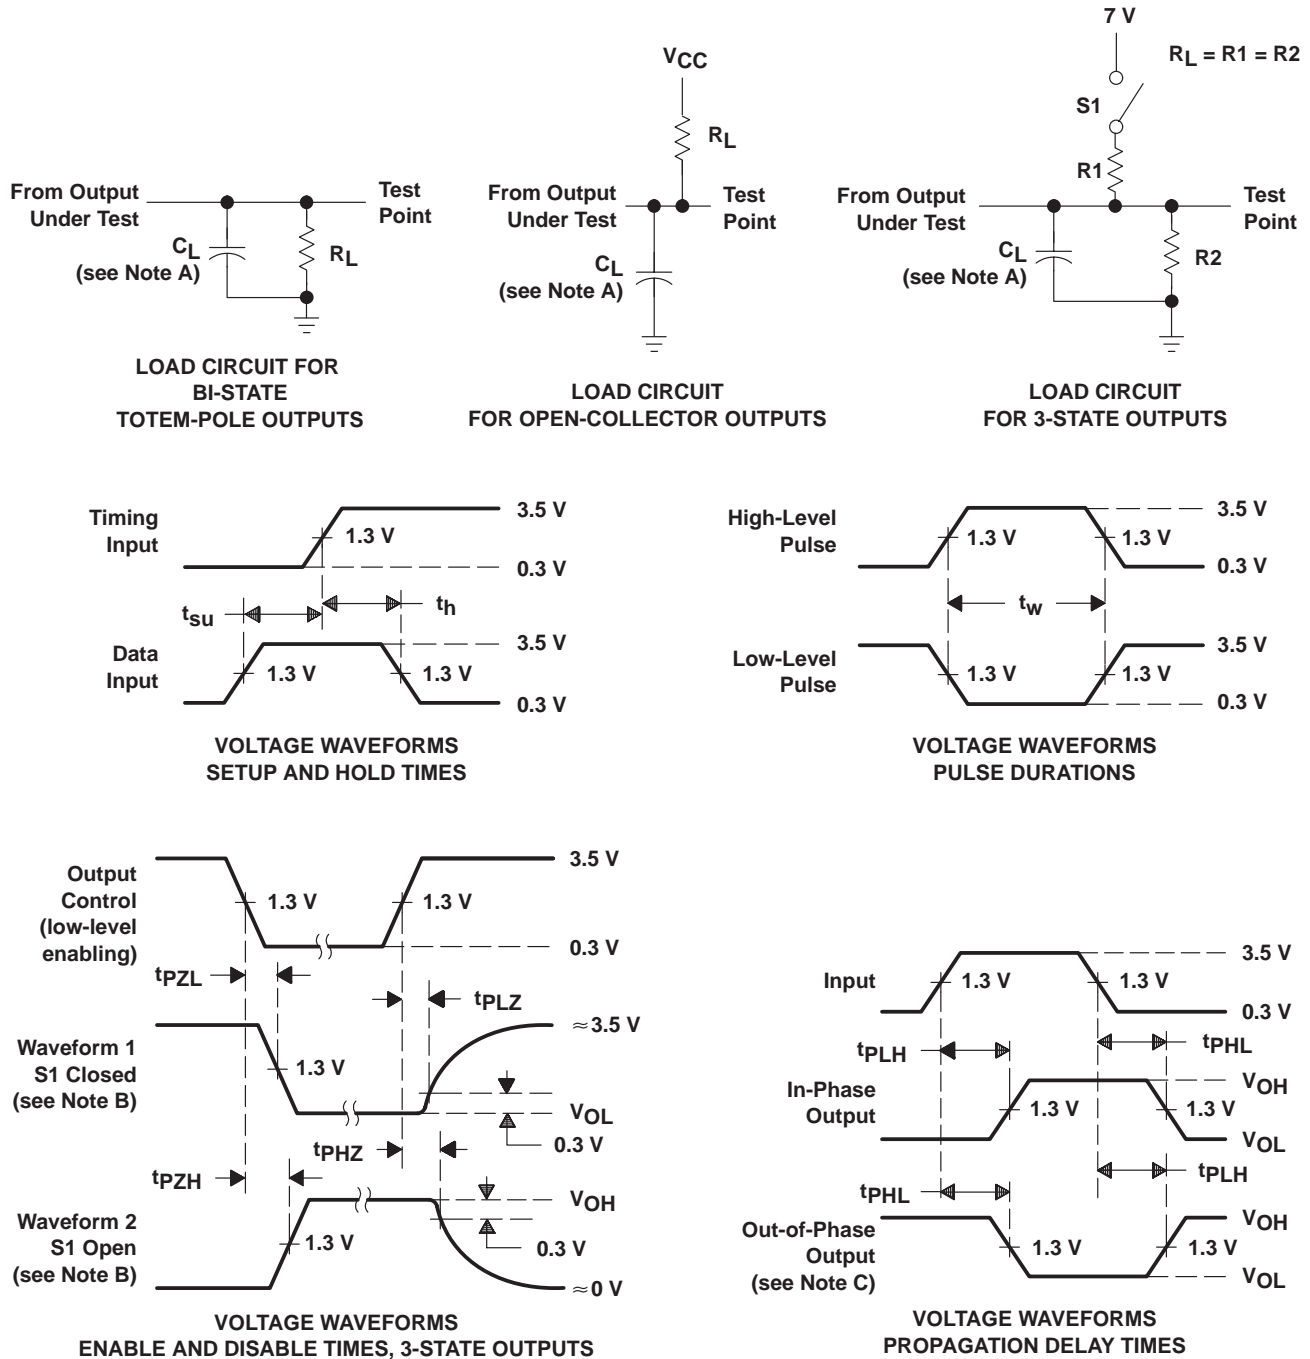 7 V
RL = R1 = R2
VCC
S1
RL
R1
From Output
Under Test
Test
Point
From Output
Under Test
Test
Point
From Output
Under Test
Test
Point
CL
(see Note A)
RL
CL
(see Note A)
CL
(see Note A)
R2
LOAD CIRCUIT FOR
BI-STATE
TOTEM-POLE OUTPUTS
LOAD CIRCUIT
FOR OPEN-COLLECTOR OUTPUTS
LOAD CIRCUIT
FOR 3-STATE OUTPUTS
Timing
Input
3.5 V
1.3 V
0.3 V
tsu
th
Data
Input
3.5 V
1.3 V
1.3 V
0.3 V
VOLTAGE WAVEFORMS
SETUP AND HOLD TIMES
High-Level
Pulse
3.5 V
1.3 V
1.3 V
0.3 V
tw
Low-Level
Pulse
3.5 V
1.3 V
1.3 V
0.3 V
VOLTAGE WAVEFORMS
PULSE DURATIONS
Output
Control
(low-level
enabling)
3.5 V
1.3 V
1.3 V
0.3 V
tPZL
tPLZ
Waveform 1
S1 Closed
(see Note B)
≈3.5 V
1.3 V
VOL
0.3 V
tPHZ
tPZH
Waveform 2
S1 Open
(see Note B)
VOH
1.3 V
0.3 V
≈0 V
VOLTAGE WAVEFORMS
ENABLE AND DISABLE TIMES, 3-STATE OUTPUTS
Input
3.5 V
1.3 V
1.3 V
0.3 V
tPLH
tPHL
In-Phase
Output
VOH
1.3 V
1.3 V
VOL
tPHL
tPLH
Out-of-Phase
Output
(see Note C)
VOH
1.3 V
1.3 V
VOL
VOLTAGE WAVEFORMS
PROPAGATION DELAY TIMES